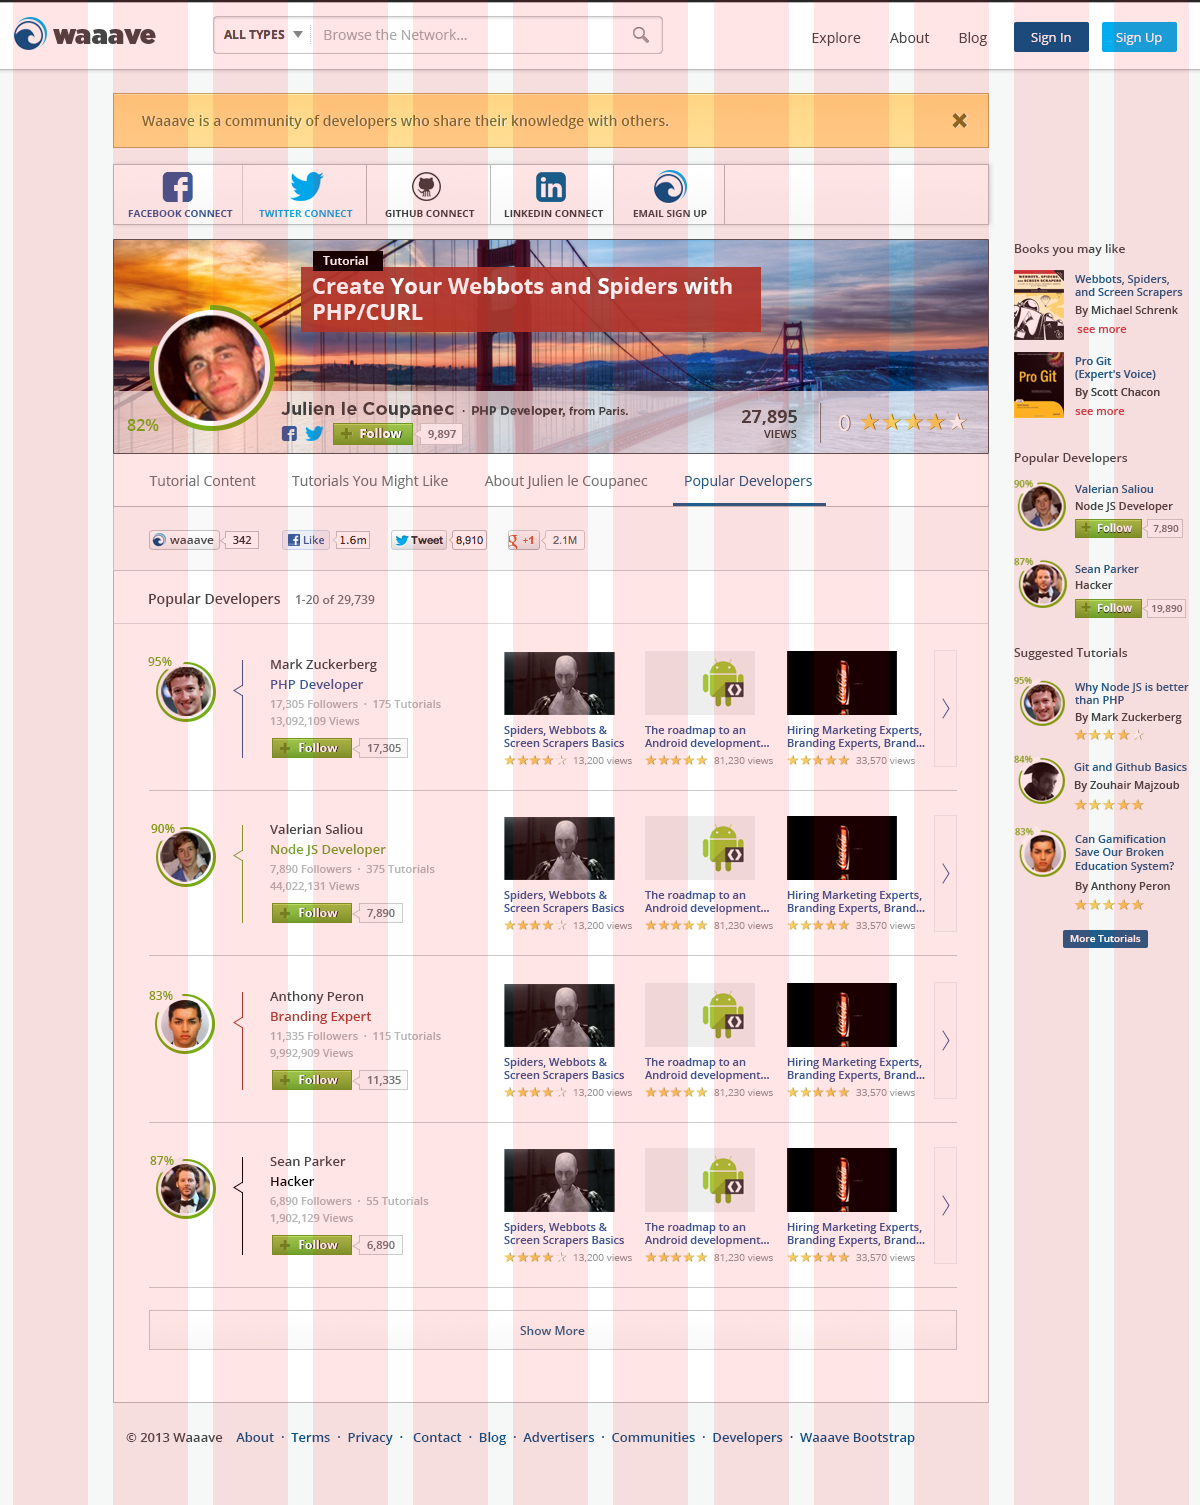 waaave
ALL TYPES
Browse the Network...
Explore
About
Blog
Sign In
Sign Up
Waaave is a community of developers who share their knowledge with others.
FACEBOOK CONNECT
TWITTER CONNECT
GITHUB CONNECT
LINKEDIN CONNECT
EMAIL SIGN UP
Tutorial
Create Your Webbots and Spiders with
PHP/CURL
82%
Julien le Coupanec · PHP Developer, from Paris.
Follow
9,897
27,895
VIEWS
0
Tutorial Content
Tutorials You Might Like
About Julien le Coupanec
Popular Developers
waaave
342
Like
1.6m
Tweet
8,910
g +1
2.1M
Popular Developers
1-20 of 29,739
95%
Mark Zuckerberg
PHP Developer
17,305 Followers · 175 Tutorials
13,092,109 Views
Follow
17,305
Spiders, Webbots &
Screen Scrapers Basics
13,200 views
The roadmap to an
Android development...
81,230 views
Hiring Marketing Experts,
Branding Experts, Brand...
33,570 views
90%
Valerian Saliou
Node JS Developer
7,890 Followers · 375 Tutorials
44,022,131 Views
Follow
7,890
Spiders, Webbots &
Screen Scrapers Basics
13,200 views
The roadmap to an
Android development...
81,230 views
Hiring Marketing Experts,
Branding Experts, Brand...
33,570 views
83%
Anthony Peron
Branding Expert
11,335 Followers · 115 Tutorials
9,992,909 Views
Follow
11,335
Spiders, Webbots &
Screen Scrapers Basics
13,200 views
The roadmap to an
Android development...
81,230 views
Hiring Marketing Experts,
Branding Experts, Brand...
33,570 views
87%
Sean Parker
Hacker
6,890 Followers · 55 Tutorials
1,902,129 Views
Follow
6,890
Spiders, Webbots &
Screen Scrapers Basics
13,200 views
The roadmap to an
Android development...
81,230 views
Hiring Marketing Experts,
Branding Experts, Brand...
33,570 views
Show More
Books you may like
Webbots, Spiders,
and Screen Scrapers
By Michael Schrenk
see more
Pro Git
Pro Git
(Expert's Voice)
By Scott Chacon
see more
Popular Developers
90%
Valerian Saliou
Node JS Developer
Follow
7,890
87%
Sean Parker
Hacker
Follow
19,890
Suggested Tutorials
95%
Why Node JS is better
than PHP
By Mark Zuckerberg
84%
Git and Github Basics
By Zouhair Majzoub
83%
Can Gamification
Save Our Broken
Education System?
By Anthony Peron
More Tutorials
© 2013 Waaave About · Terms · Privacy · Contact · Blog · Advertisers · Communities · Developers · Waaave Bootstrap